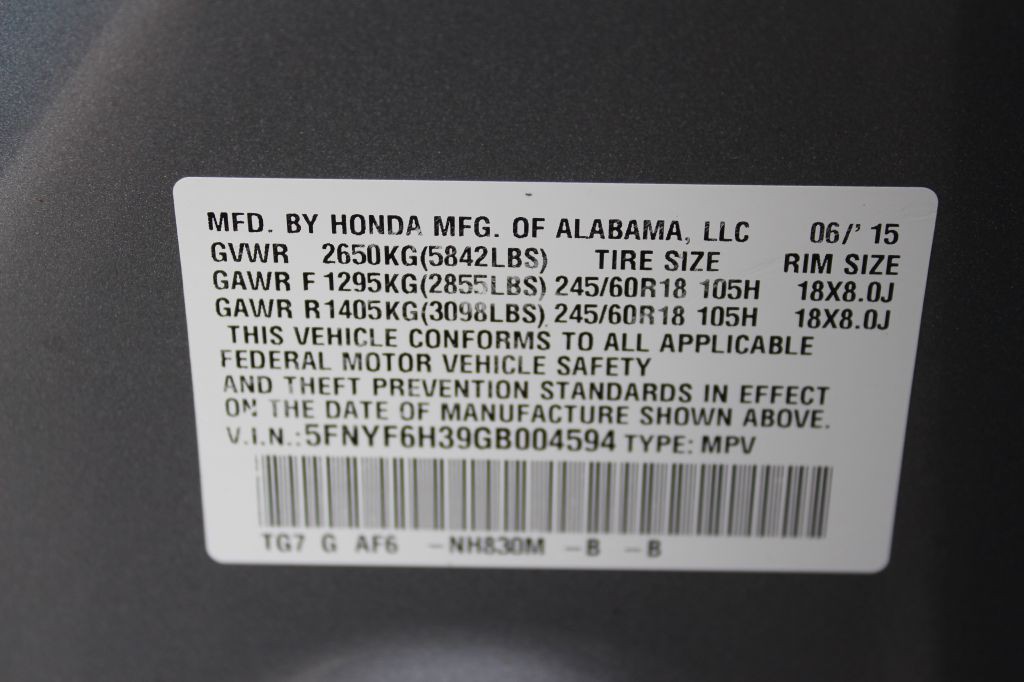 MFD. BY HONDA MFG. OF ALABAMA, LLC 06/' 15
GVWR 2650KG(5842LBS) TIRE SIZE RIM SIZE
GAWR F 1295KG(2855LBS) 245/60R18 105H 18X8.0J
GAWR R1405KG(3098LBS) 245/60R18 105H 18X8.0J
THIS VEHICLE CONFORMS TO ALL APPLICABLE
FEDERAL MOTOR VEHICLE SAFETY
AND THEFT PREVENTION STANDARDS IN EFFECT
ON THE DATE OF MANUFACTURE SHOWN ABOVE.
V.I.N.:5FNYF6H39GB004594 TYPE: MPV
TG7 G AF6 -NH830M -B -B